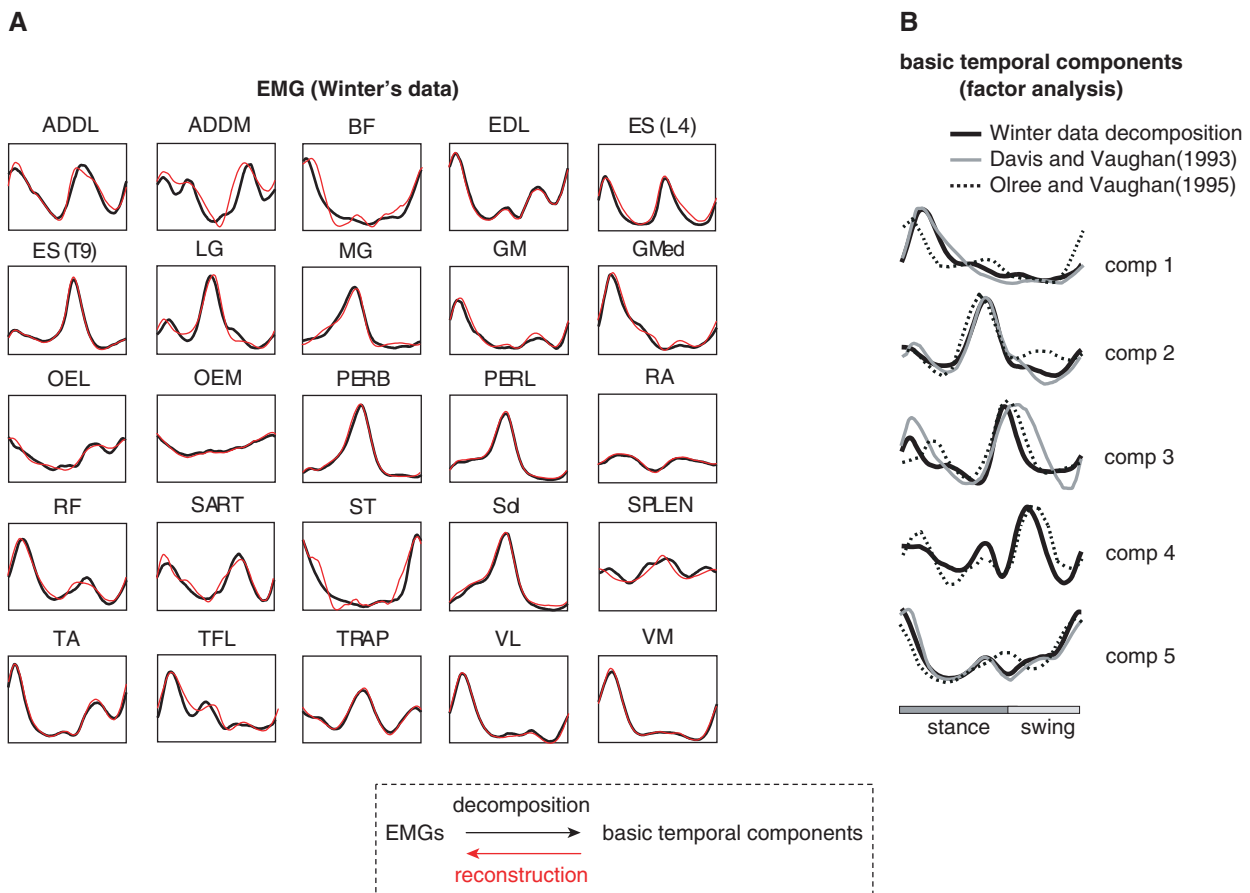 A
EMG (Winter's data)
ADDL ADDM BF EDL ES (L4)
ES (T9) LG MG GM GMed
OEL OEM PERB PERL RA
RF SART ST Sol SPLEN
TA TFL TRAP VL VM
B
basic temporal components
(factor analysis)
Winter data decomposition
Davis and Vaughan(1993)
Olree and Vaughan(1995)
comp 1
comp 2
comp 3
comp 4
comp 5
stance swing
decomposition
EMGs basic temporal components
reconstruction